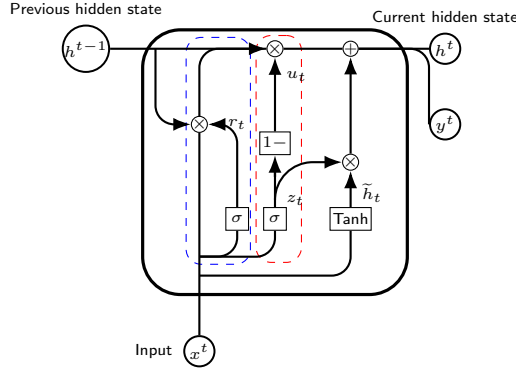 Previous hidden state
Current hidden state
h^{t−1}
⊗
⊕
h^t
u_t
⊗
r_t
y^t
1−
⊗
z_t
h̃_t
σ
σ
Tanh
Input
x^t